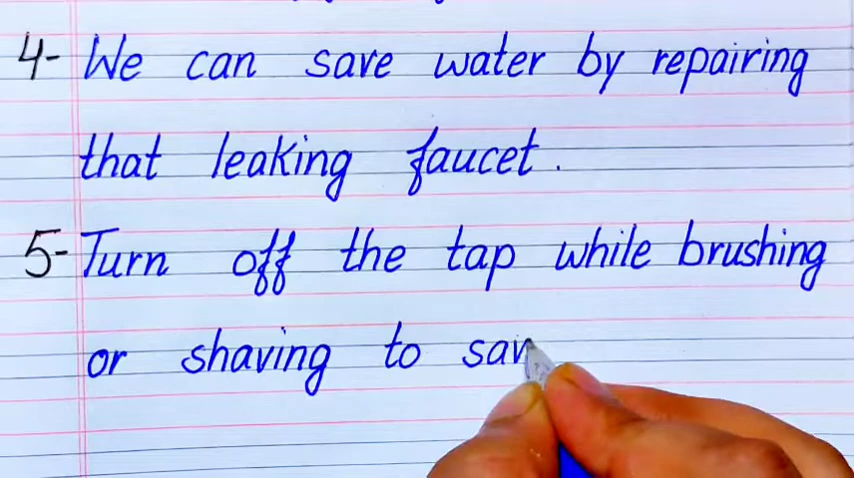 4- We can save water by repairing
that leaking faucet.
5- Turn off the tap while brushing
or shaving to sav